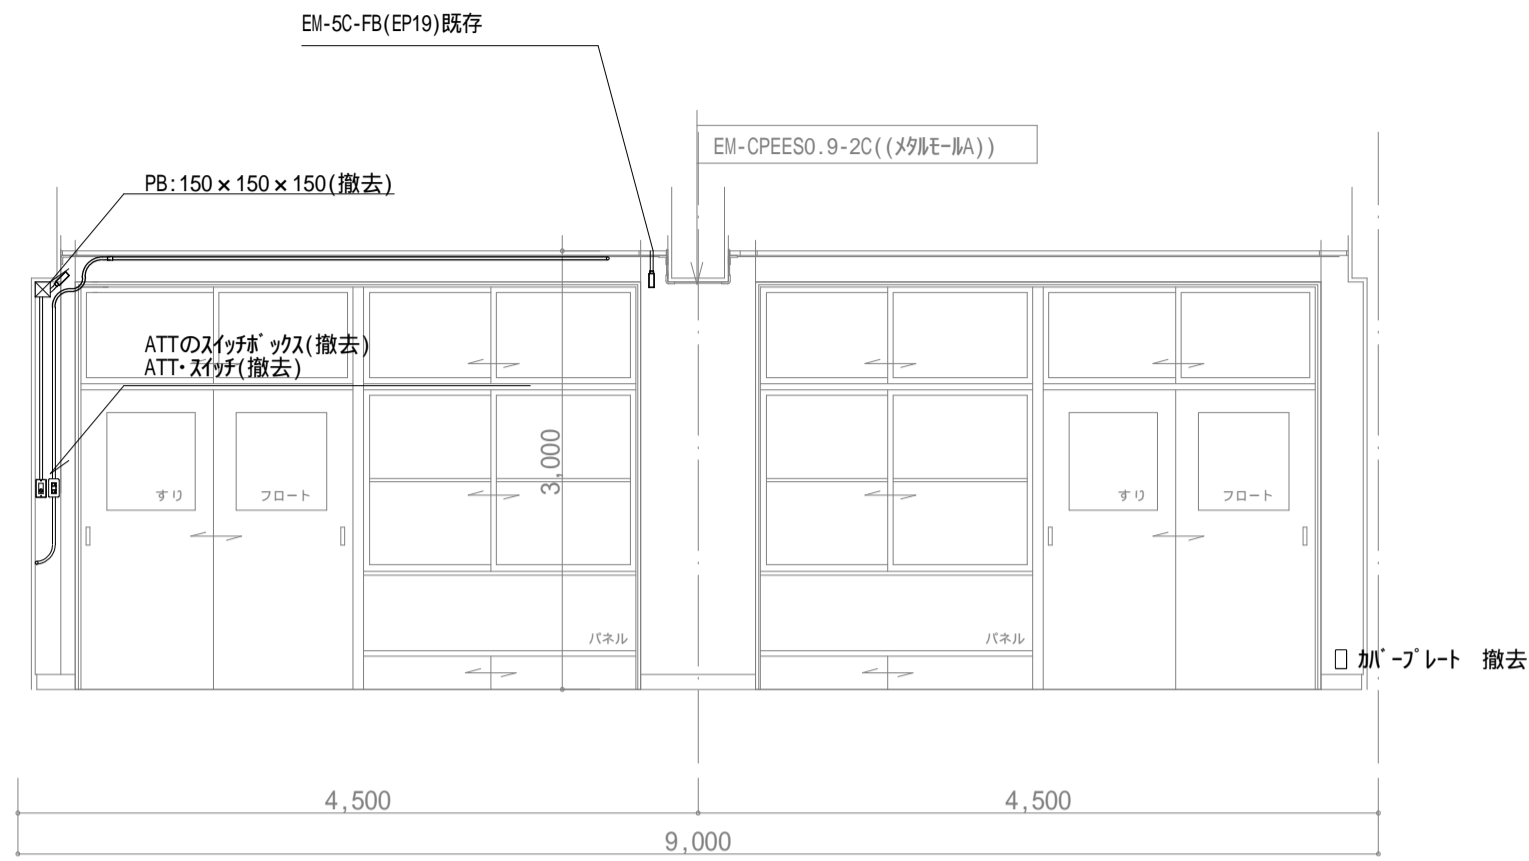 EM-5C-FB(EP19)既存
EM-CPEES0.9-2C((ﾒﾀﾙﾓｰﾙA))
PB:150×150×150(撤去)
ATTのｽｲｯﾁﾎﾞｯｸｽ(撤去)
ATT･ｽｲｯﾁ(撤去)
3,000
すり
フロート
すり
フロート
パネル
パネル
ｶﾊﾞｰﾌﾟﾚｰﾄ　撤去
4,500
4,500
9,000